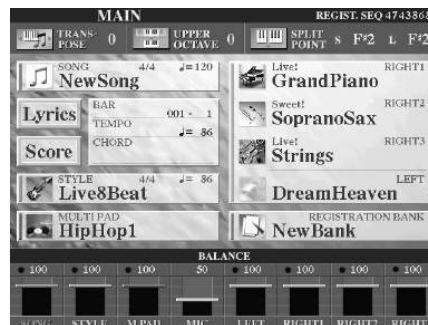 MAIN REGIST. SEQ 4743868
TRANS-POSE 0 UPPER OCTAVE 0 SPLIT POINT S F#2 L F#2
SONG 4/4 ♩=120
NewSong
Lyrics
Score
BAR 001 - 1
TEMPO ♩= 86
CHORD
STYLE 4/4 ♩= 86
Live8Beat
MULTI PAD
HipHop1
Live! RIGHT1
GrandPiano
Sweet! RIGHT2
SopranoSax
Live! RIGHT3
Strings
LEFT
DreamHeaven
REGISTRATION BANK
NewBank
BALANCE
100 100 100 50 100 100 100 100
SONG STYLE M.PAD MIC LEFT RIGHT1 RIGHT2 RIGHT